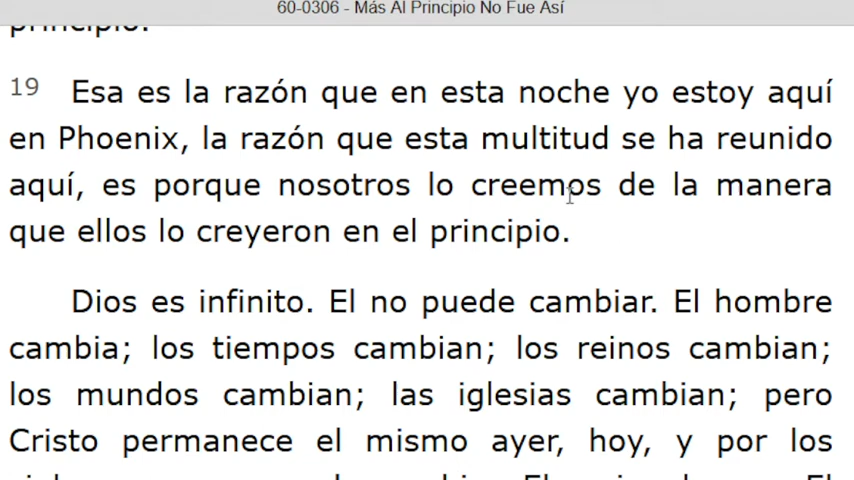 60-0306 - Más Al Principio No Fue Así
principio.
19 Esa es la razón que en esta noche yo estoy aquí
en Phoenix, la razón que esta multitud se ha reunido
aquí, es porque nosotros lo creemos de la manera
que ellos lo creyeron en el principio.
Dios es infinito. El no puede cambiar. El hombre
cambia; los tiempos cambian; los reinos cambian;
los mundos cambian; las iglesias cambian; pero
Cristo permanece el mismo ayer, hoy, y por los